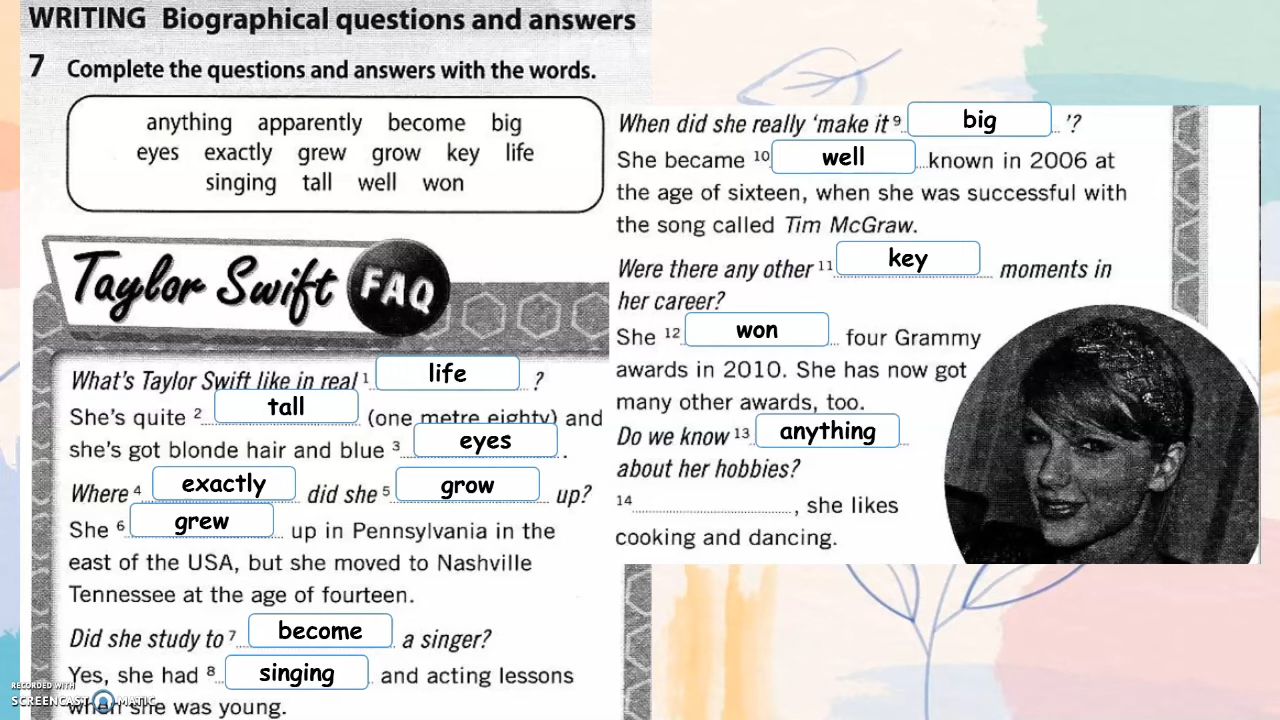 WRITING Biographical questions and answers
7 Complete the questions and answers with the words.
anything apparently become big
eyes exactly grew grow key life
singing tall well won
Taylor Swift FAQ
What's Taylor Swift like in real 1 life ?
She's quite 2 tall (one metre eighty) and
she's got blonde hair and blue 3 eyes .
Where 4 exactly did she 5 grow up?
She 6 grew up in Pennsylvania in the
east of the USA, but she moved to Nashville
Tennessee at the age of fourteen.
Did she study to 7 become a singer?
Yes, she had 8 singing and acting lessons
when she was young.
When did she really 'make it 9 big '?
She became 10 well known in 2006 at
the age of sixteen, when she was successful with
the song called Tim McGraw.
Were there any other 11 key moments in
her career?
She 12 won four Grammy
awards in 2010. She has now got
many other awards, too.
Do we know 13 anything
about her hobbies?
14 ........................ , she likes
cooking and dancing.
RECORDED WITH
SCREENCAST MATIC